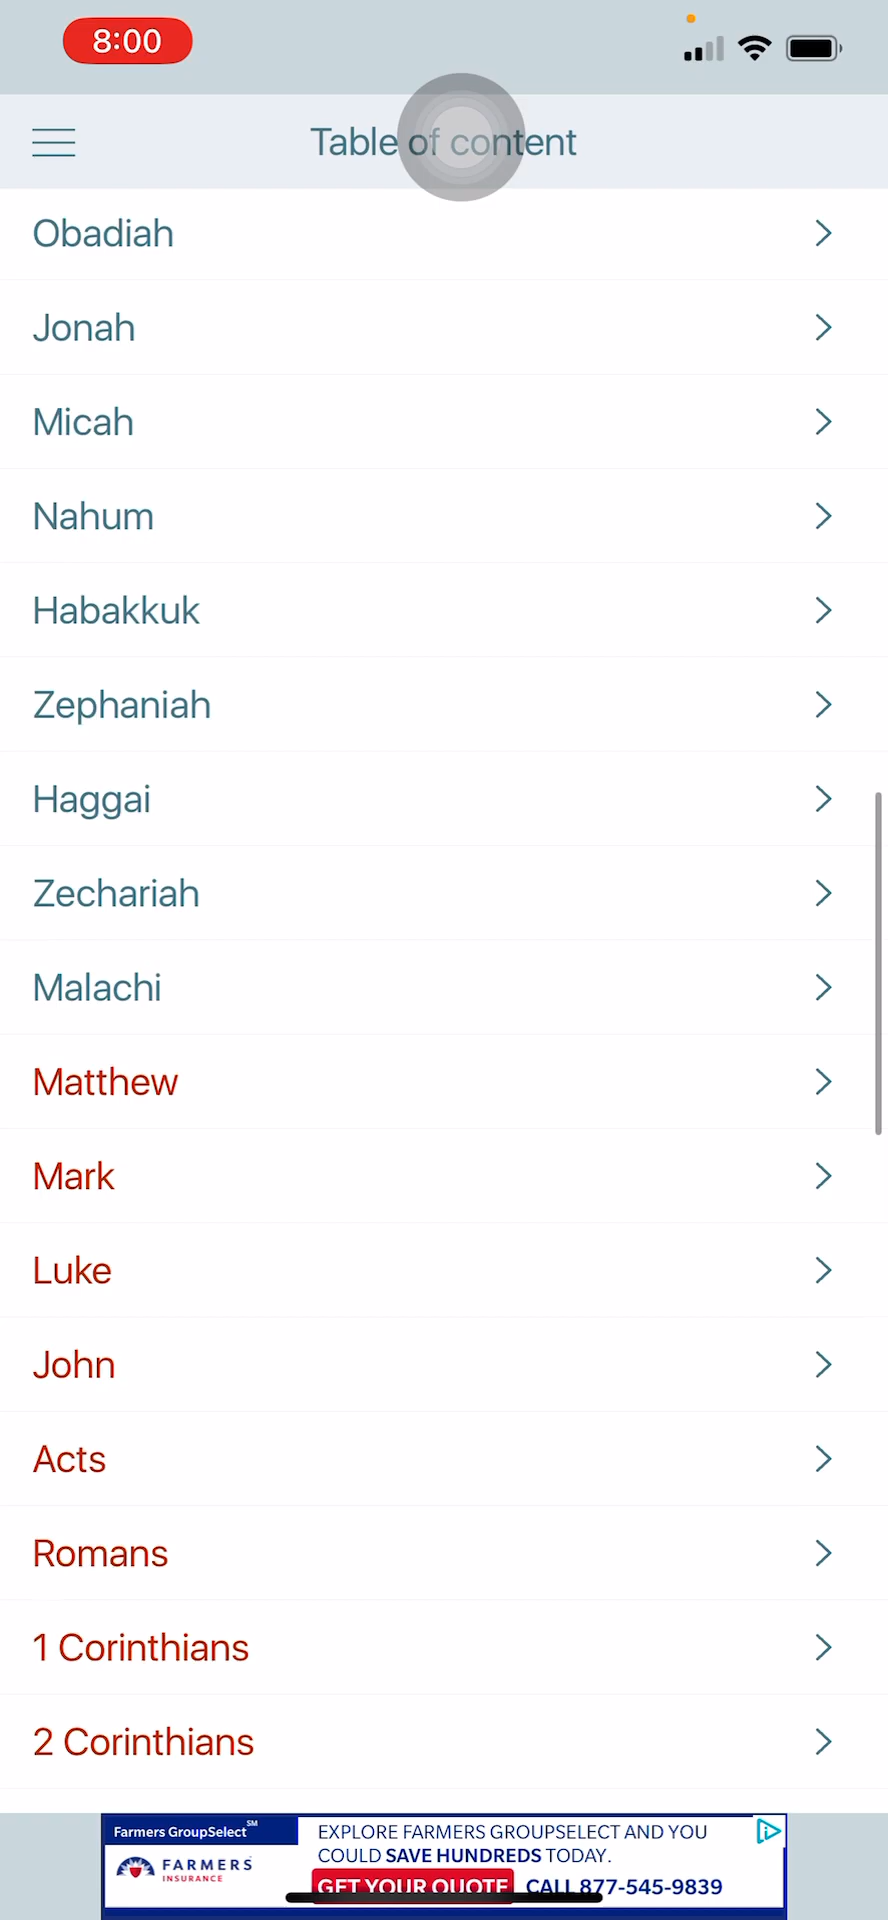 8:00
Table of content
Obadiah
Jonah
Micah
Nahum
Habakkuk
Zephaniah
Haggai
Zechariah
Malachi
Matthew
Mark
Luke
John
Acts
Romans
1 Corinthians
2 Corinthians
Farmers GroupSelect SM
FARMERS
INSURANCE
EXPLORE FARMERS GROUPSELECT AND YOU
COULD SAVE HUNDREDS TODAY.
GET YOUR QUOTE CALL 877-545-9839